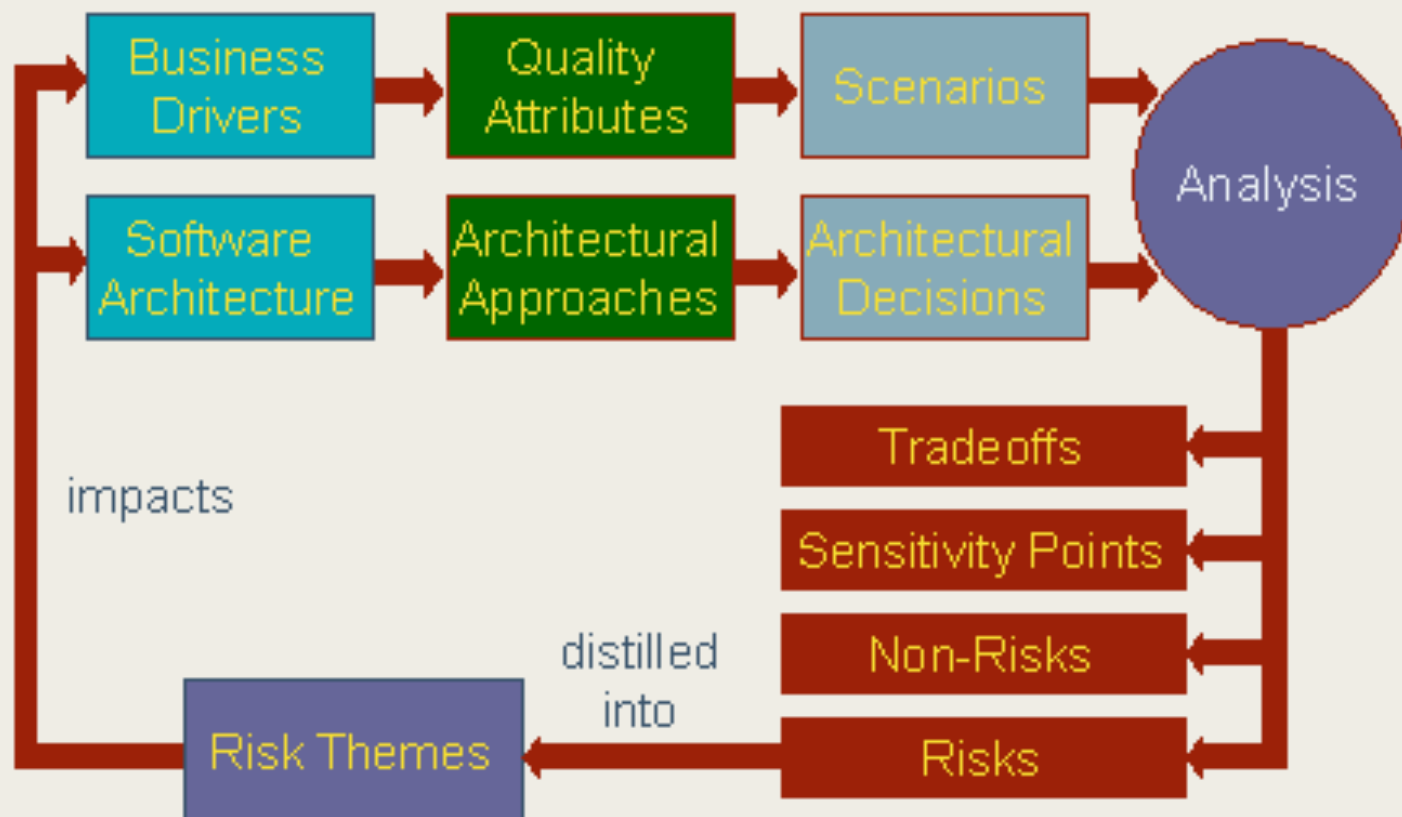 Business
Drivers
Quality
Attributes
Scenarios
Analysis
Software
Architecture
Architectural
Approaches
Architectural
Decisions
Tradeoffs
impacts
Sensitivity Points
distilled
into
Non-Risks
Risk Themes
Risks